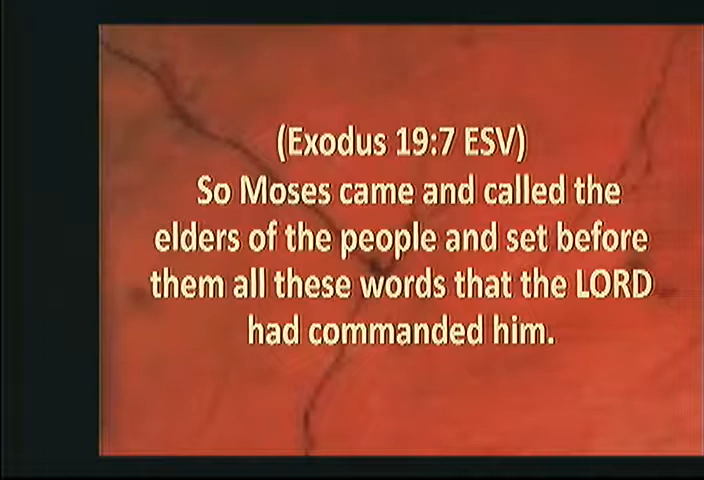 (Exodus 19:7 ESV)
So Moses came and called the
elders of the people and set before
them all these words that the LORD
had commanded him.